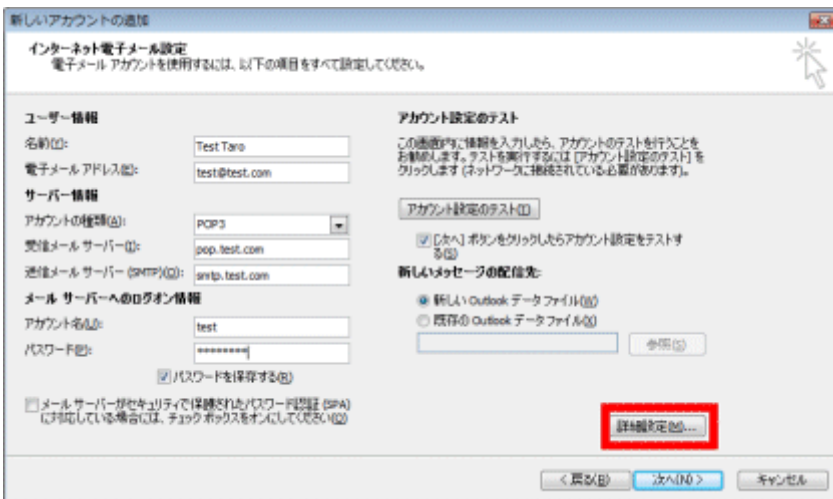 新しいアカウントの追加
インターネット電子メール設定
電子メール アカウントを使用するには、以下の項目をすべて設定してください。
ユーザー情報
名前(Y):
Test Taro
電子メール アドレス(E):
test@test.com
サーバー情報
アカウントの種類(A):
POP3
受信メール サーバー(I):
pop.test.com
送信メール サーバー (SMTP)(O):
smtp.test.com
メール サーバーへのログオン情報
アカウント名(U):
test
パスワード(P):
********
パスワードを保存する(R)
メール サーバーがセキュリティで保護されたパスワード認証 (SPA)
に対応している場合には、チェック ボックスをオンにしてください(Q)
アカウント設定のテスト
この画面内に情報を入力したら、アカウントのテストを行うことを
お勧めします。テストを実行するには [アカウント設定のテスト] を
クリックします (ネットワークに接続されている必要があります)。
アカウント設定のテスト(T)
[次へ] ボタンをクリックしたらアカウント設定をテストす
る(S)
新しいメッセージの配信先:
新しい Outlook データ ファイル(W)
既存の Outlook データ ファイル(X)
参照(S)
詳細設定(M)...
< 戻る(B)
次へ(N) >
キャンセル